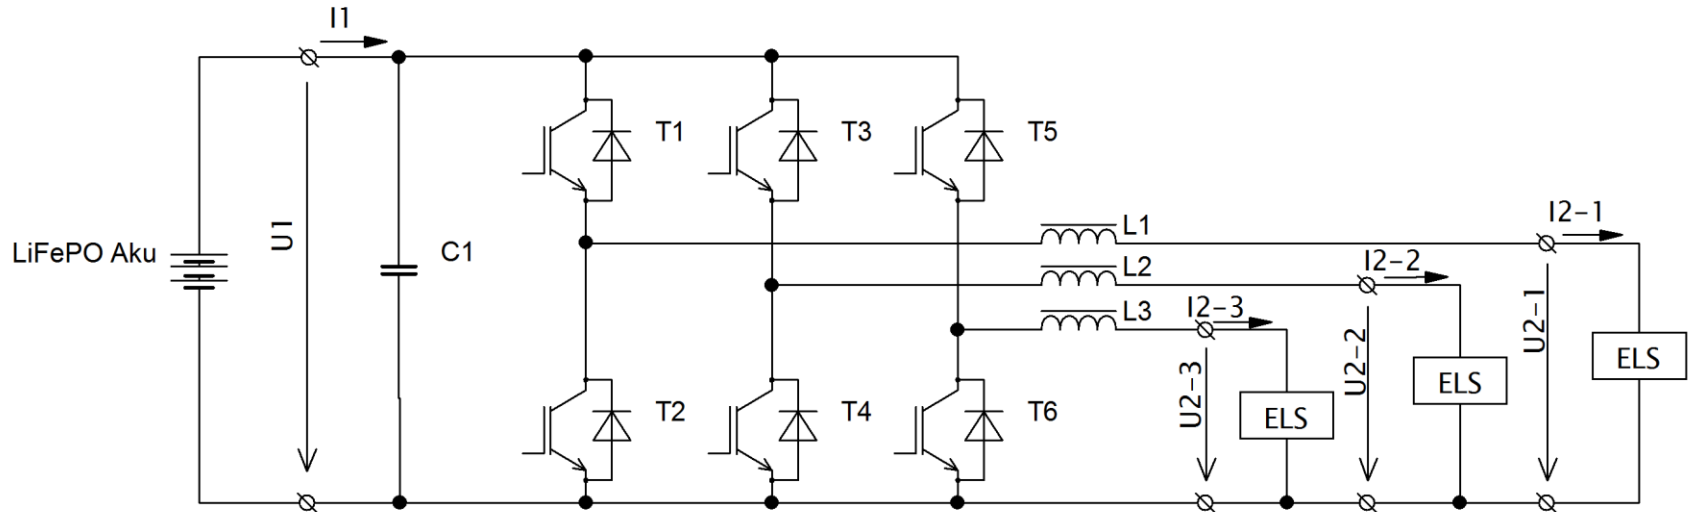 I1
T1
T3
T5
I2-1
L1
U1
LiFePO Aku
C1
I2-2
L2
I2-3
L3
U2-1
U2-2
U2-3
ELS
ELS
ELS
T2
T4
T6